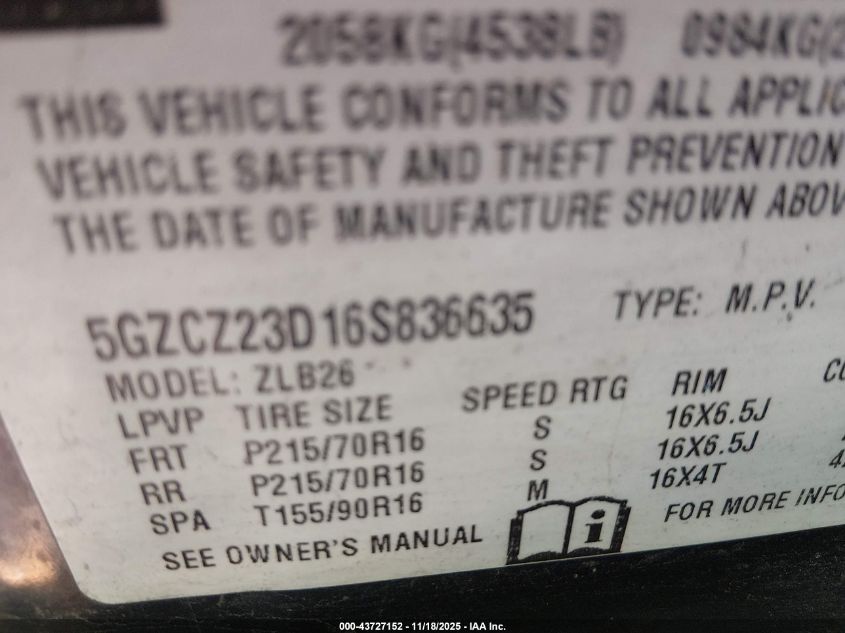 2058KG(4538LB) 0984KG(2
THIS VEHICLE CONFORMS TO ALL APPLIC
VEHICLE SAFETY AND THEFT PREVENTION
THE DATE OF MANUFACTURE SHOWN ABOV
5GZCZ23D16S836635 TYPE: M.P.V.
MODEL: ZLB26
LPVP TIRE SIZE SPEED RTG RIM CO
FRT P215/70R16 S 16X6.5J
RR P215/70R16 S 16X6.5J
SPA T155/90R16 M 16X4T 4
SEE OWNER'S MANUAL i FOR MORE INFO
000-43727152 - 11/18/2025 - IAA Inc.